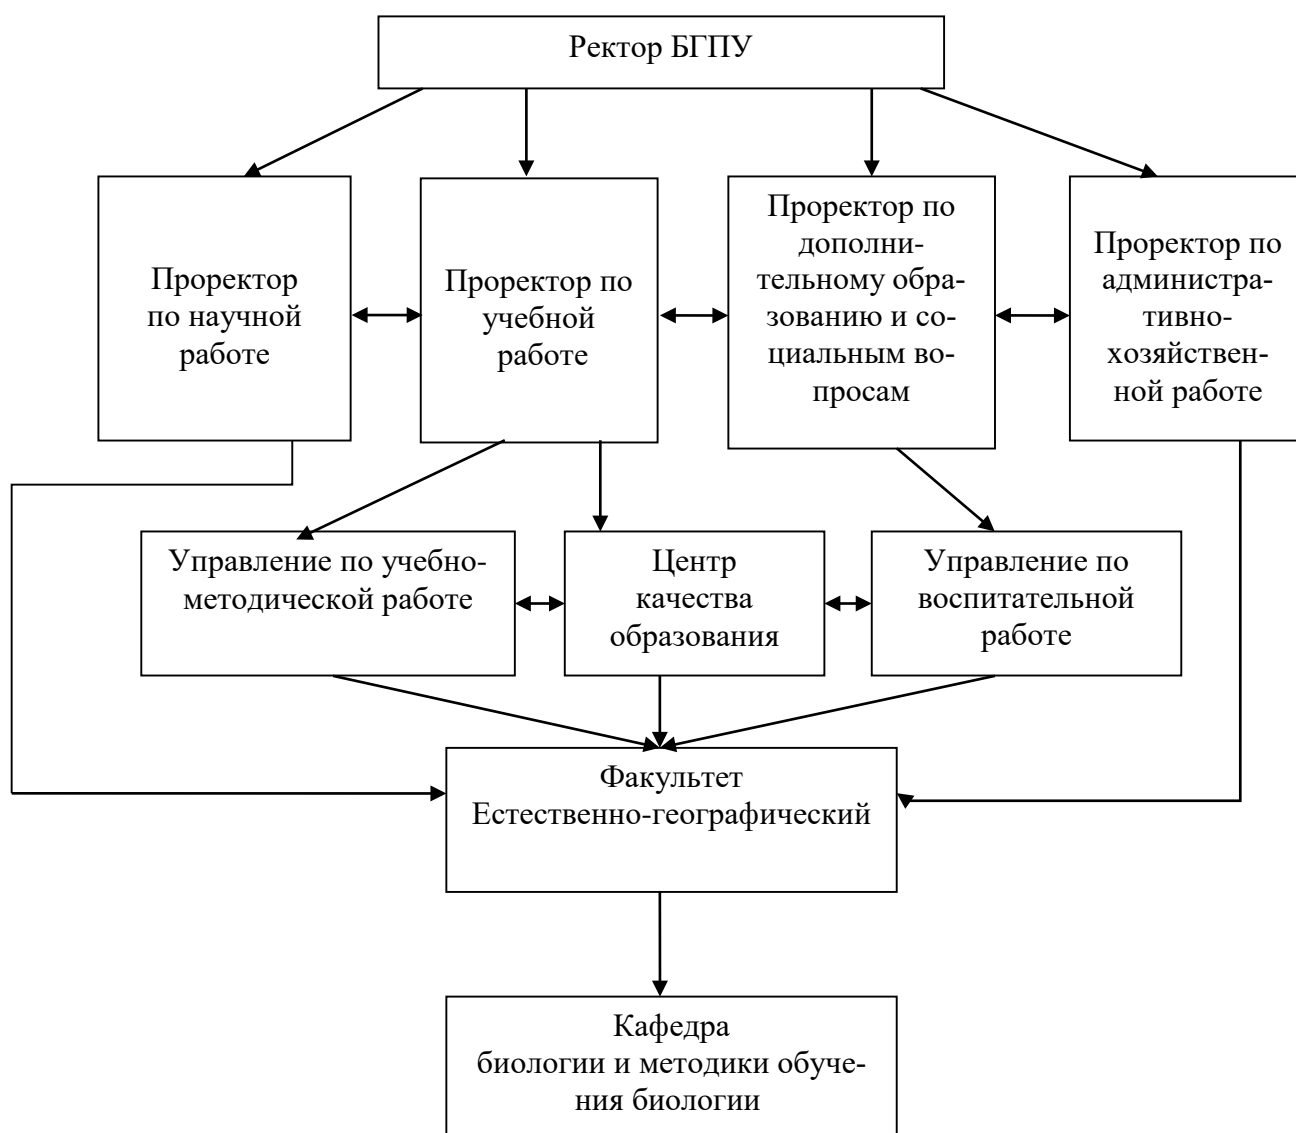 Ректор БГПУ
Проректор
по научной
работе
Проректор по
учебной
работе
Проректор по
дополни-
тельному обра-
зованию и со-
циальным во-
просам
Проректор по
администра-
тивно-
хозяйствен-
ной работе
Управление по учебно-
методической работе
Центр
качества
образования
Управление по
воспитательной
работе
Факультет
Естественно-географический
Кафедра
биологии и методики обуче-
ния биологии